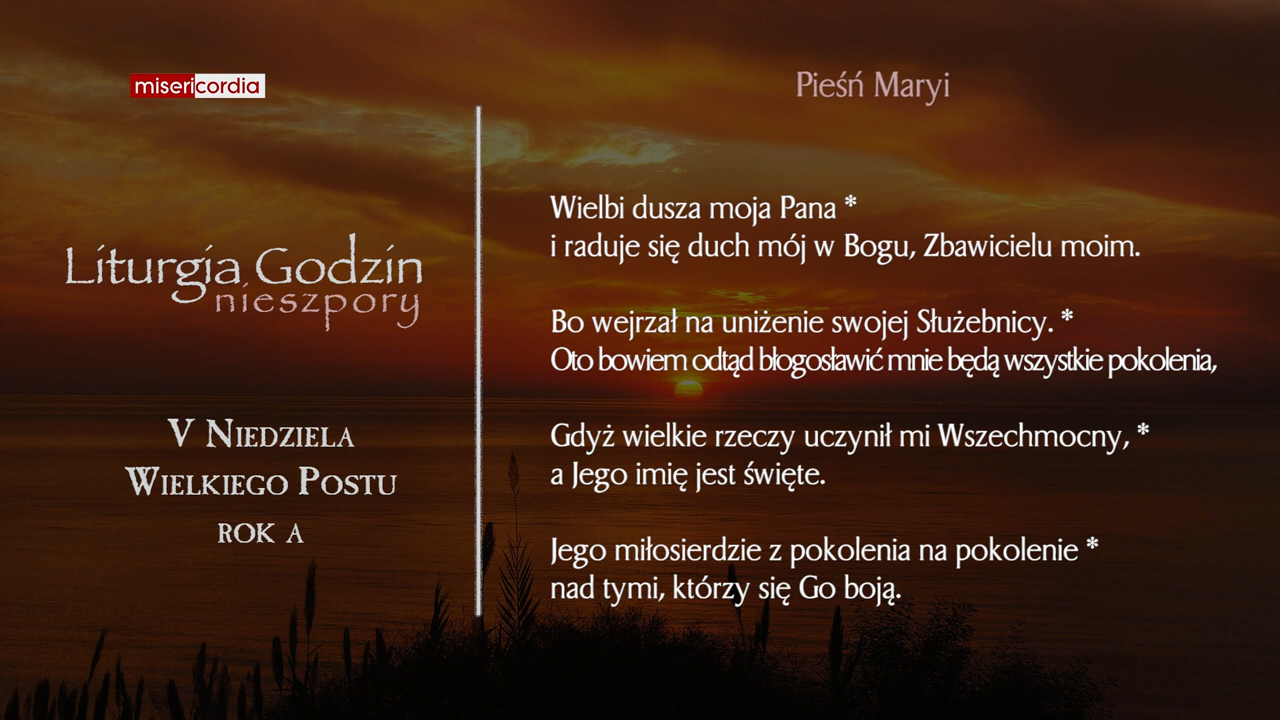 misericordia
Liturgia Godzin
nieszpory
V Niedziela
Wielkiego Postu
rok A
Pieśń Maryi
Wielbi dusza moja Pana *
i raduje się duch mój w Bogu, Zbawicielu moim.
Bo wejrzał na uniżenie swojej Służebnicy. *
Oto bowiem odtąd błogosławić mnie będą wszystkie pokolenia,
Gdyż wielkie rzeczy uczynił mi Wszechmocny, *
a Jego imię jest święte.
Jego miłosierdzie z pokolenia na pokolenie *
nad tymi, którzy się Go boją.